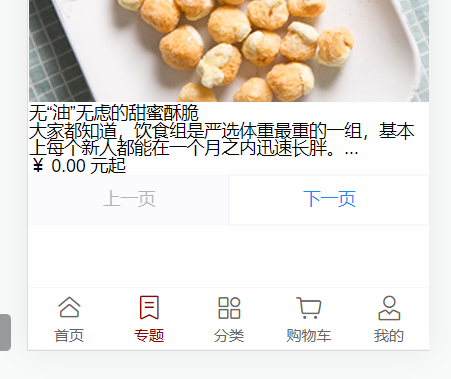 无“油”无虑的甜蜜酥脆
大家都知道，饮食组是严选体重最重的一组，基本
上每个新人都能在一个月之内迅速长胖。...
￥ 0.00 元起
上一页 下一页
首页 专题 分类 购物车 我的